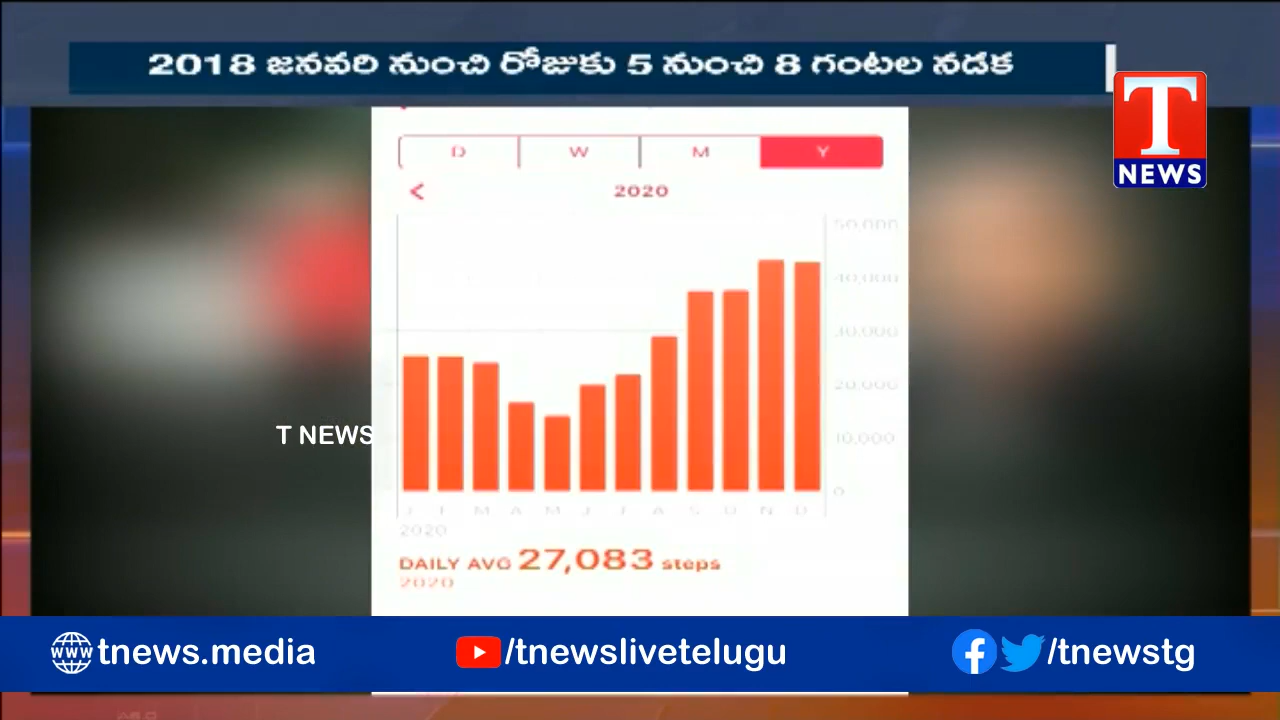 2018 జనవరి నుంచి రోజుకు 5 నుంచి 8 గంటల నడక
T
NEWS
D W M Y
<
2020
50,000
40,000
30,000
20,000
10,000
0
T NEWS
J F M A M J J A S O N D
2020
DAILY AVG 27,083 steps
2020
www tnews.media
/tnewslivetelugu
f /tnewstg